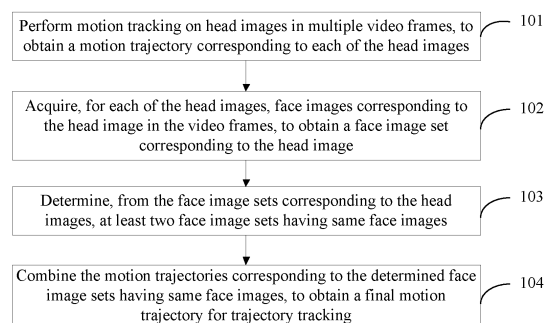 Perform motion tracking on head images in multiple video frames, to
obtain a motion trajectory corresponding to each of the head images
101
Acquire, for each of the head images, face images corresponding to
the head image in the video frames, to obtain a face image set
corresponding to the head image
102
Determine, from the face image sets corresponding to the head
images, at least two face image sets having same face images
103
Combine the motion trajectories corresponding to the determined face
image sets having same face images, to obtain a final motion
trajectory for trajectory tracking
104